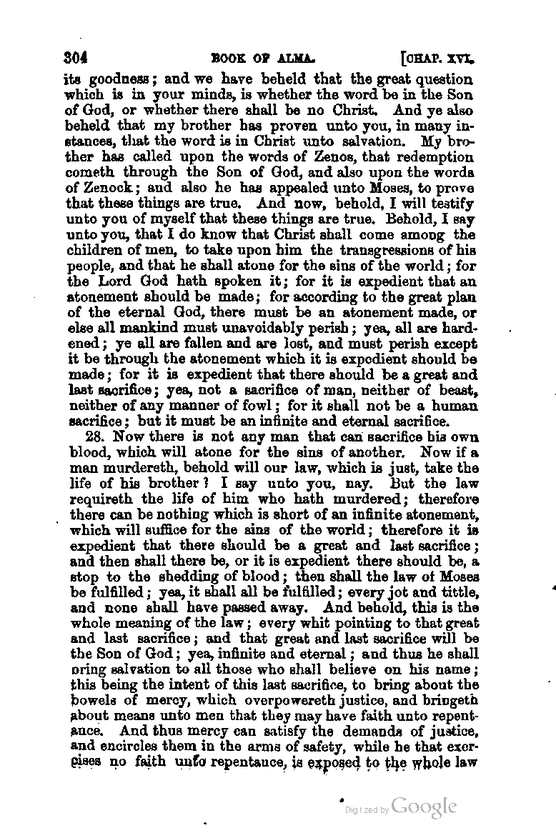 304 BOOK OF ALMA. [CHAP. XVI.
its goodness; and we have beheld that the great question
which is in your minds, is whether the word be in the Son
of God, or whether there shall be no Christ. And ye also
beheld that my brother has proven unto you, in many in-
stances, that the word is in Christ unto salvation. My bro-
ther has called upon the words of Zenos, that redemption
cometh through the Son of God, and also upon the words
of Zenock; and also he has appealed unto Moses, to prove
that these things are true. And now, behold, I will testify
unto you of myself that these things are true. Behold, I say
unto you, that I do know that Christ shall come among the
children of men, to take upon him the transgressions of his
people, and that he shall atone for the sins of the world; for
the Lord God hath spoken it; for it is expedient that an
atonement should be made; for according to the great plan
of the eternal God, there must be an atonement made, or
else all mankind must unavoidably perish; yea, all are hard-
ened; ye all are fallen and are lost, and must perish except
it be through the atonement which it is expedient should be
made; for it is expedient that there should be a great and
last sacrifice; yea, not a sacrifice of man, neither of beast,
neither of any manner of fowl; for it shall not be a human
sacrifice; but it must be an infinite and eternal sacrifice.
28. Now there is not any man that can sacrifice his own
blood, which will atone for the sins of another. Now if a
man murdereth, behold will our law, which is just, take the
life of his brother? I say unto you, nay. But the law
requireth the life of him who hath murdered; therefore
there can be nothing which is short of an infinite atonement,
which will suffice for the sins of the world; therefore it is
expedient that there should be a great and last sacrifice;
and then shall there be, or it is expedient there should be, a
stop to the shedding of blood; then shall the law of Moses
be fulfilled; yea, it shall all be fulfilled; every jot and tittle,
and none shall have passed away. And behold, this is the
whole meaning of the law; every whit pointing to that great
and last sacrifice; and that great and last sacrifice will be
the Son of God; yea, infinite and eternal; and thus he shall
bring salvation to all those who shall believe on his name;
this being the intent of this last sacrifice, to bring about the
bowels of mercy, which overpowereth justice, and bringeth
about means unto men that they may have faith unto repent-
ance. And thus mercy can satisfy the demands of justice,
and encircles them in the arms of safety, while he that exer-
cises no faith unto repentance, is exposed to the whole law
Digitized by Google